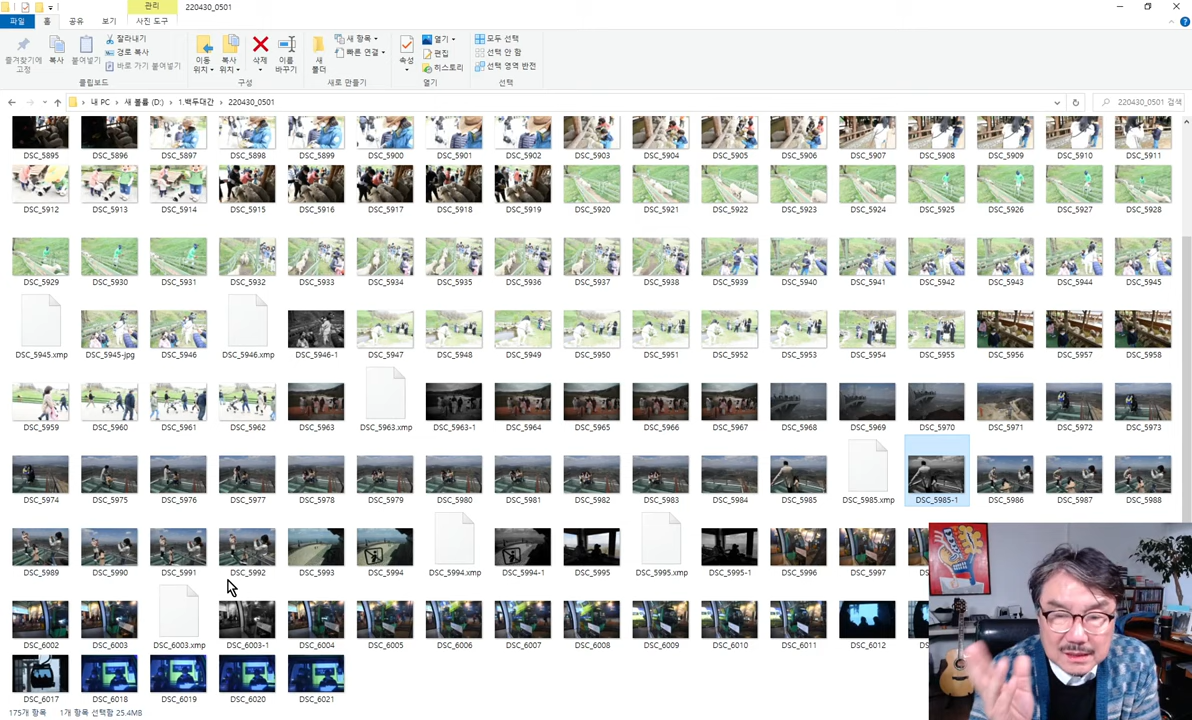 관리
220430_0501
파일
홈
공유
보기
사진 도구
즐겨찾기에 고정
복사
붙여넣기
잘라내기
경로 복사
바로 가기 붙여넣기
클립보드
이동 위치
복사 위치
삭제
이름 바꾸기
구성
새 폴더
새 항목
빠른 연결
새로 만들기
속성
열기
편집
히스토리
열기
모두 선택
선택 안 함
선택 영역 반전
선택
내 PC
새 볼륨 (D:)
1.백두대간
220430_0501
220430_0501 검색
DSC_5895 DSC_5896 DSC_5897 DSC_5898 DSC_5899 DSC_5900 DSC_5901 DSC_5902 DSC_5903 DSC_5904 DSC_5905 DSC_5906 DSC_5907 DSC_5908 DSC_5909 DSC_5910 DSC_5911
DSC_5912 DSC_5913 DSC_5914 DSC_5915 DSC_5916 DSC_5917 DSC_5918 DSC_5919 DSC_5920 DSC_5921 DSC_5922 DSC_5923 DSC_5924 DSC_5925 DSC_5926 DSC_5927 DSC_5928
DSC_5929 DSC_5930 DSC_5931 DSC_5932 DSC_5933 DSC_5934 DSC_5935 DSC_5936 DSC_5937 DSC_5938 DSC_5939 DSC_5940 DSC_5941 DSC_5942 DSC_5943 DSC_5944 DSC_5945
DSC_5945.xmp DSC_5945-jpg DSC_5946 DSC_5946.xmp DSC_5946-1 DSC_5947 DSC_5948 DSC_5949 DSC_5950 DSC_5951 DSC_5952 DSC_5953 DSC_5954 DSC_5955 DSC_5956 DSC_5957 DSC_5958
DSC_5959 DSC_5960 DSC_5961 DSC_5962 DSC_5963 DSC_5963.xmp DSC_5963-1 DSC_5964 DSC_5965 DSC_5966 DSC_5967 DSC_5968 DSC_5969 DSC_5970 DSC_5971 DSC_5972 DSC_5973
DSC_5974 DSC_5975 DSC_5976 DSC_5977 DSC_5978 DSC_5979 DSC_5980 DSC_5981 DSC_5982 DSC_5983 DSC_5984 DSC_5985 DSC_5985.xmp DSC_5985-1 DSC_5986 DSC_5987 DSC_5988
DSC_5989 DSC_5990 DSC_5991 DSC_5992 DSC_5993 DSC_5994 DSC_5994.xmp DSC_5994-1 DSC_5995 DSC_5995.xmp DSC_5995-1 DSC_5996 DSC_5997
DSC_6002 DSC_6003 DSC_6003.xmp DSC_6003-1 DSC_6004 DSC_6005 DSC_6006 DSC_6007 DSC_6008 DSC_6009 DSC_6010 DSC_6011 DSC_6012
DSC_6017 DSC_6018 DSC_6019 DSC_6020 DSC_6021
175개 항목
1개 항목 선택함 25.4MB